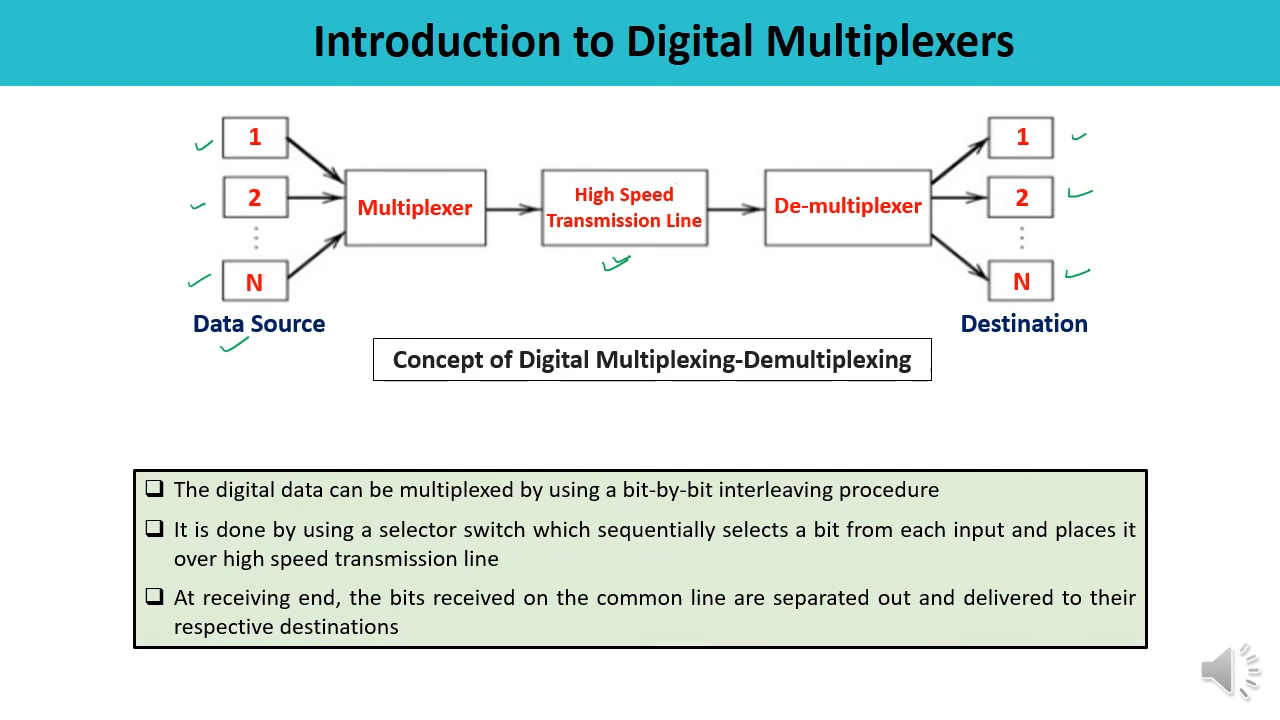 Introduction to Digital Multiplexers
1
2
N
Data Source
Multiplexer
High Speed
Transmission Line
De-multiplexer
1
2
N
Destination
Concept of Digital Multiplexing-Demultiplexing
The digital data can be multiplexed by using a bit-by-bit interleaving procedure
It is done by using a selector switch which sequentially selects a bit from each input and places it
over high speed transmission line
At receiving end, the bits received on the common line are separated out and delivered to their
respective destinations